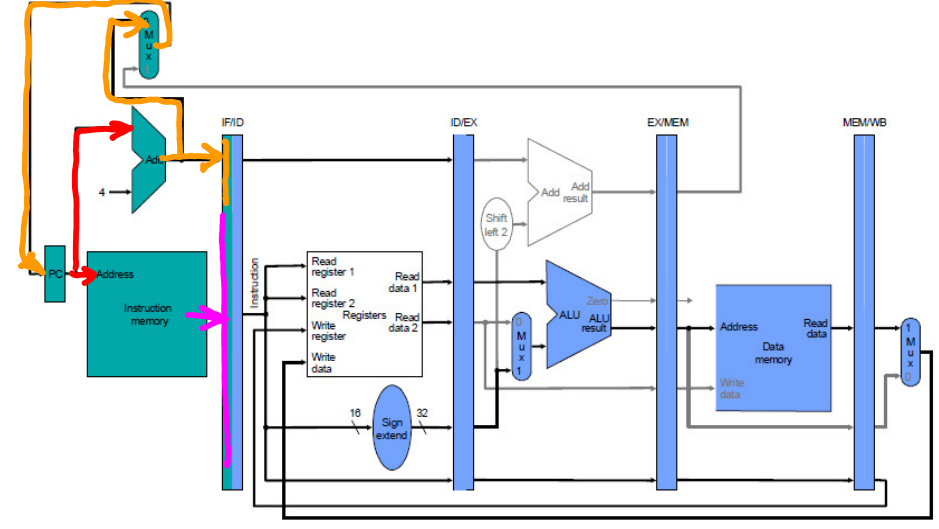 0
M
u
x
1
IF/ID
ID/EX
EX/MEM
MEM/WB
Add
4
Add
Add
result
Shift
left 2
PC
Address
Instruction
memory
Instruction
Read
register 1
Read
register 2
Write
register
Write
data
Registers
Read
data 1
Read
data 2
0
M
u
x
1
Zero
ALU
ALU
result
Address
Read
data
Data
memory
Write
data
1
M
u
x
0
16
Sign
extend
32